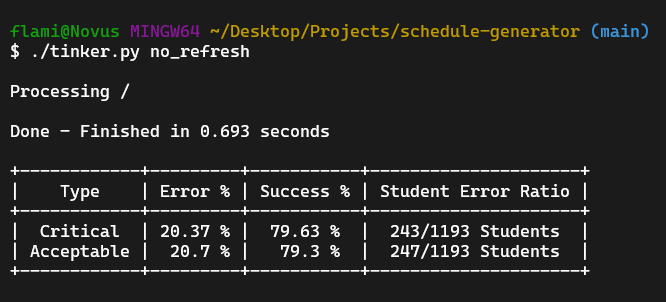 flami@Novus MINGW64 ~/Desktop/Projects/schedule-generator (main)
$ ./tinker.py no_refresh
Processing /
Done - Finished in 0.693 seconds
+------------+---------+-----------+---------------------+
|    Type    | Error % | Success % | Student Error Ratio |
+------------+---------+-----------+---------------------+
|  Critical  | 20.37 % |  79.63 %  |  243/1193 Students  |
| Acceptable |  20.7 % |   79.3 %  |  247/1193 Students  |
+------------+---------+-----------+---------------------+